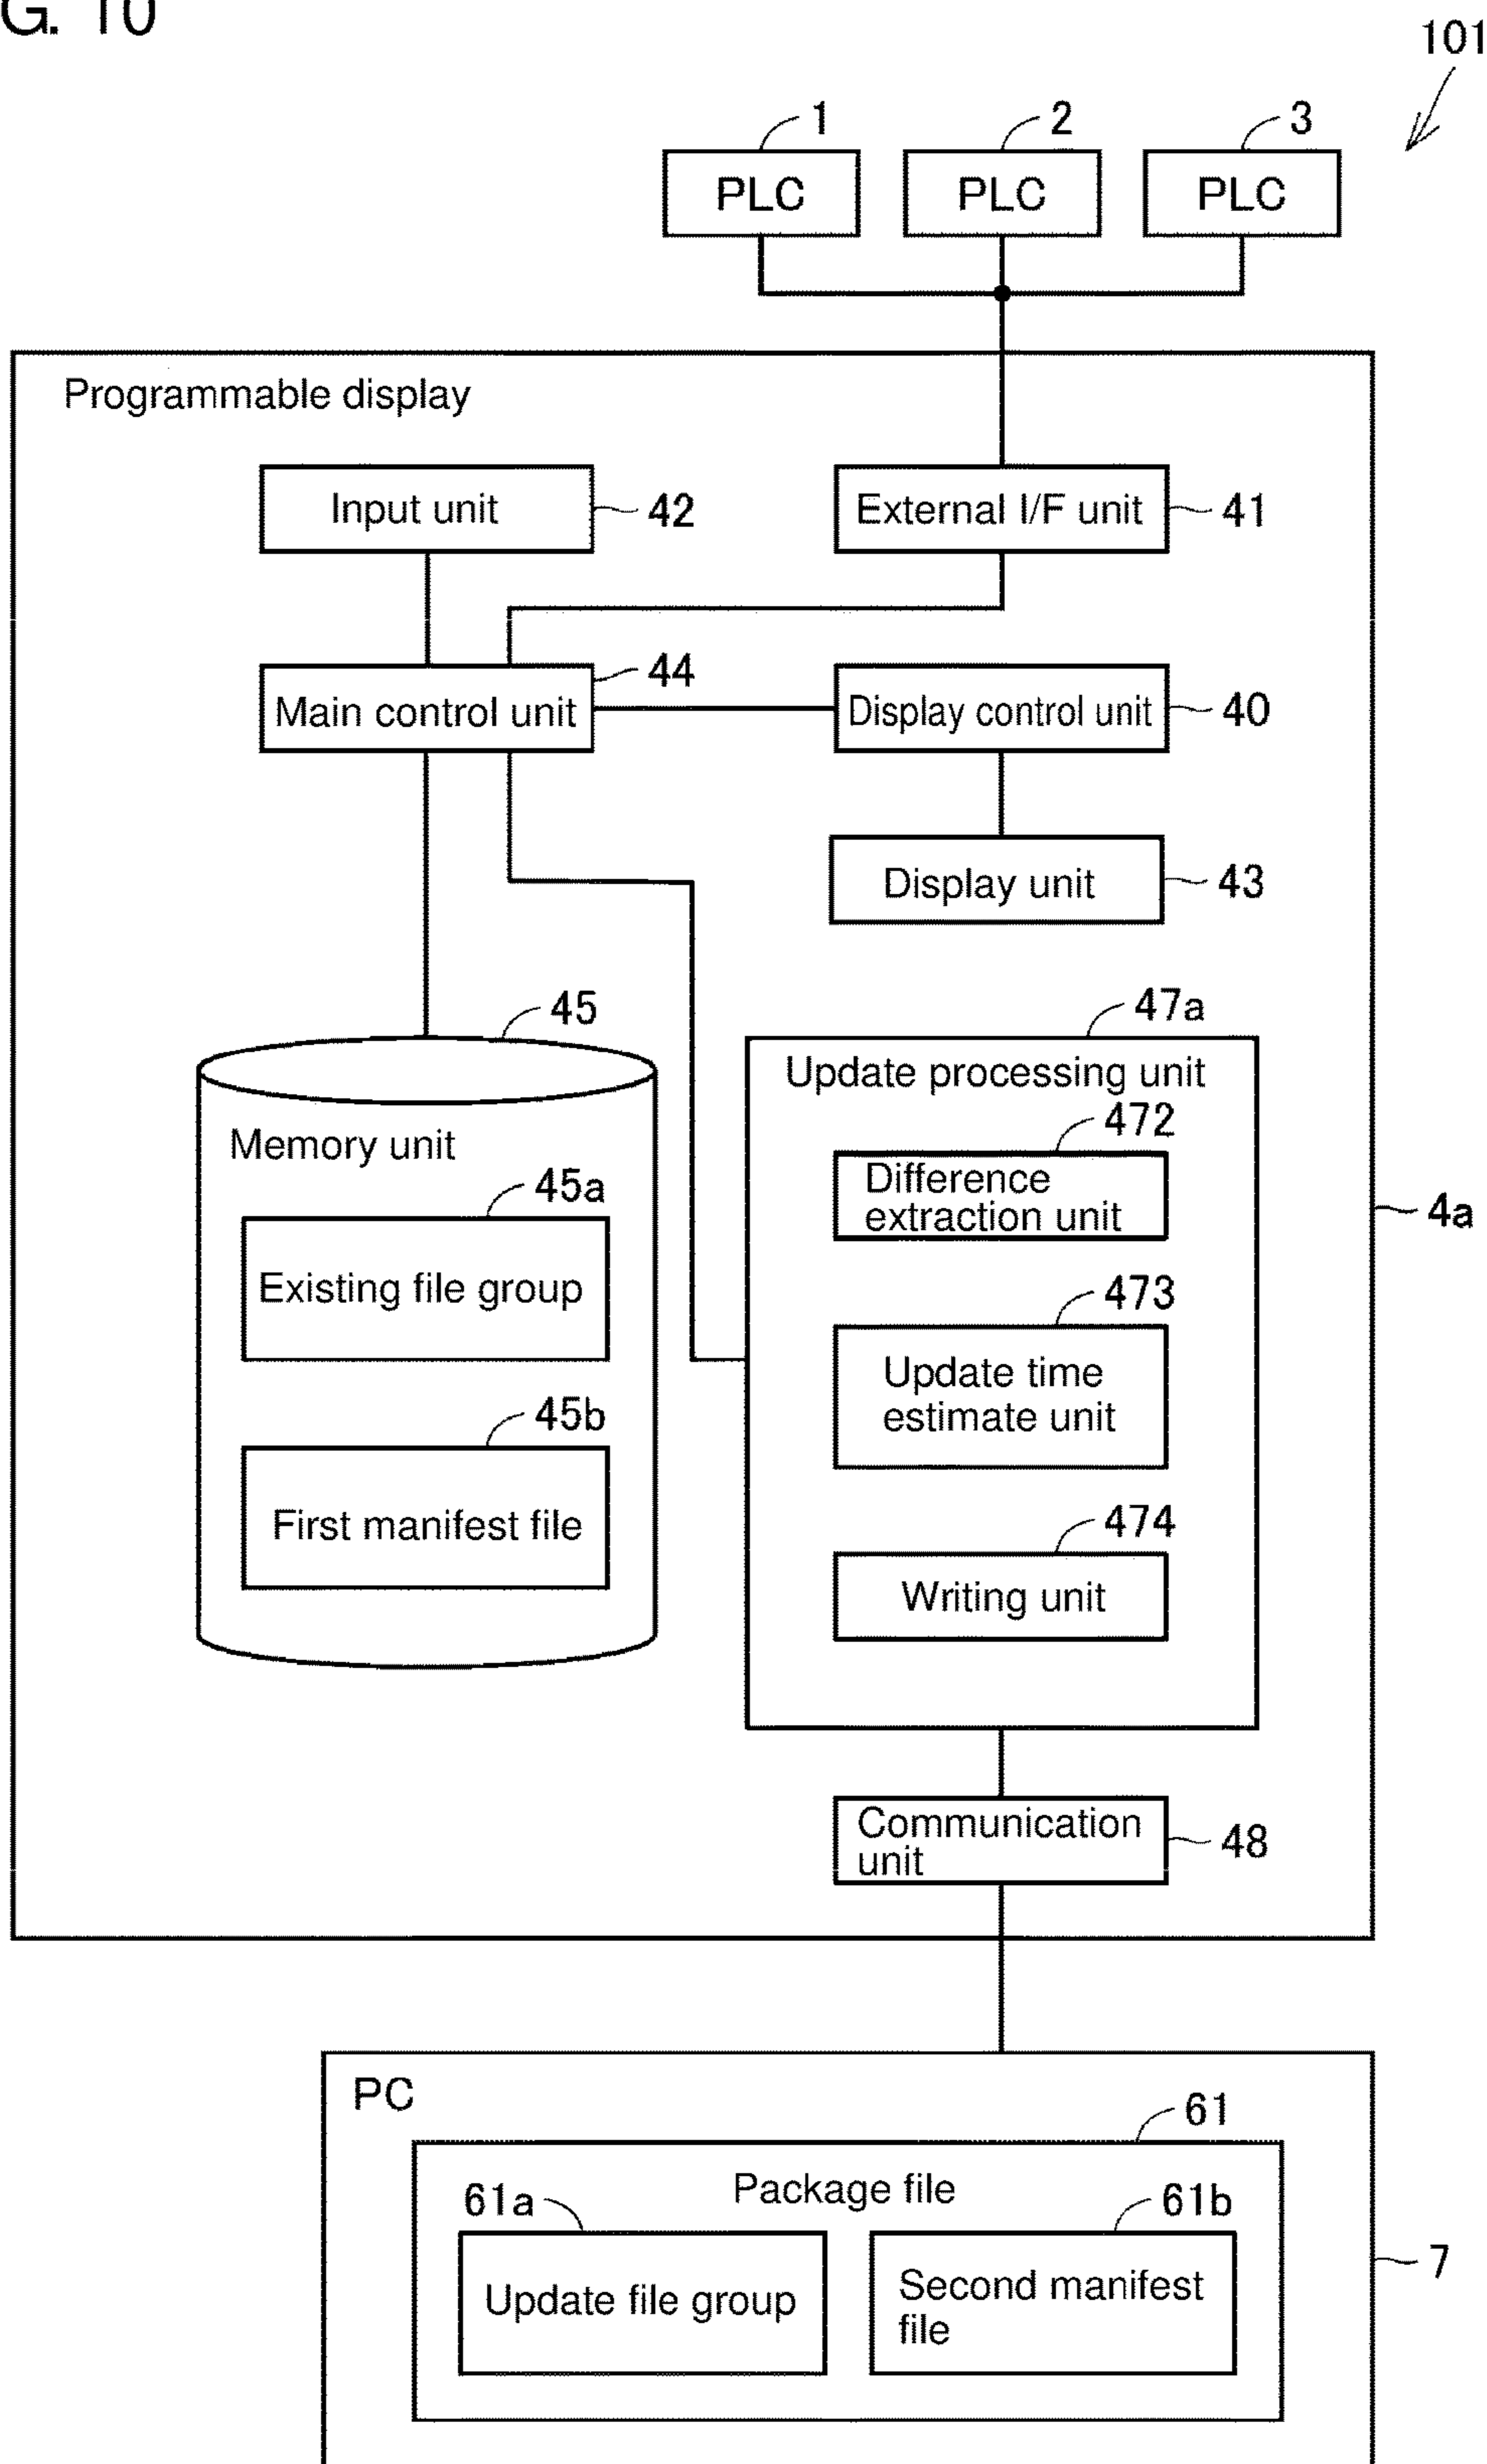 G. 10
101
1
2
3
PLC
PLC
PLC
Programmable display
Input unit
42
External I/F unit
41
44
Main control unit
Display control unit
40
Display unit
43
45
47a
Memory unit
Update processing unit
472
Difference
extraction unit
45a
Existing file group
4a
473
Update time
estimate unit
45b
First manifest file
474
Writing unit
Communication
unit
48
PC
61
Package file
61a
61b
Update file group
Second manifest
file
7